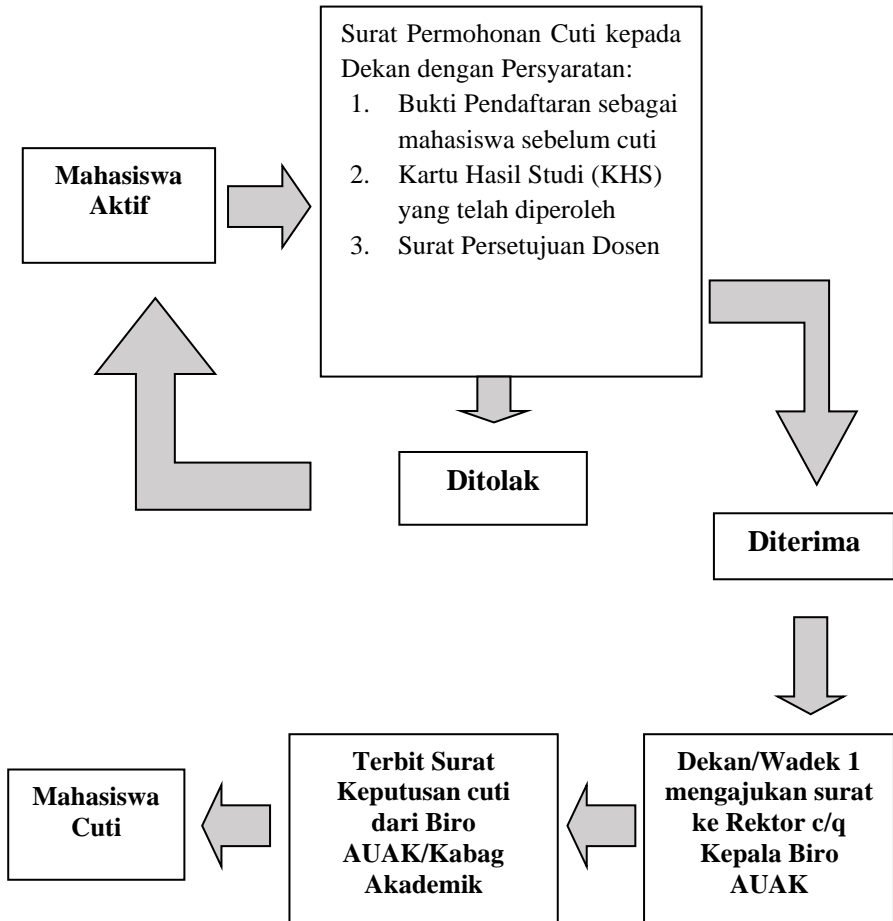 Surat Permohonan Cuti kepada
Dekan dengan Persyaratan:
1. Bukti Pendaftaran sebagai
mahasiswa sebelum cuti
2. Kartu Hasil Studi (KHS)
yang telah diperoleh
3. Surat Persetujuan Dosen
Mahasiswa
Aktif
Ditolak
Diterima
Dekan/Wadek 1
mengajukan surat
ke Rektor c/q
Kepala Biro
AUAK
Terbit Surat
Keputusan cuti
dari Biro
AUAK/Kabag
Akademik
Mahasiswa
Cuti